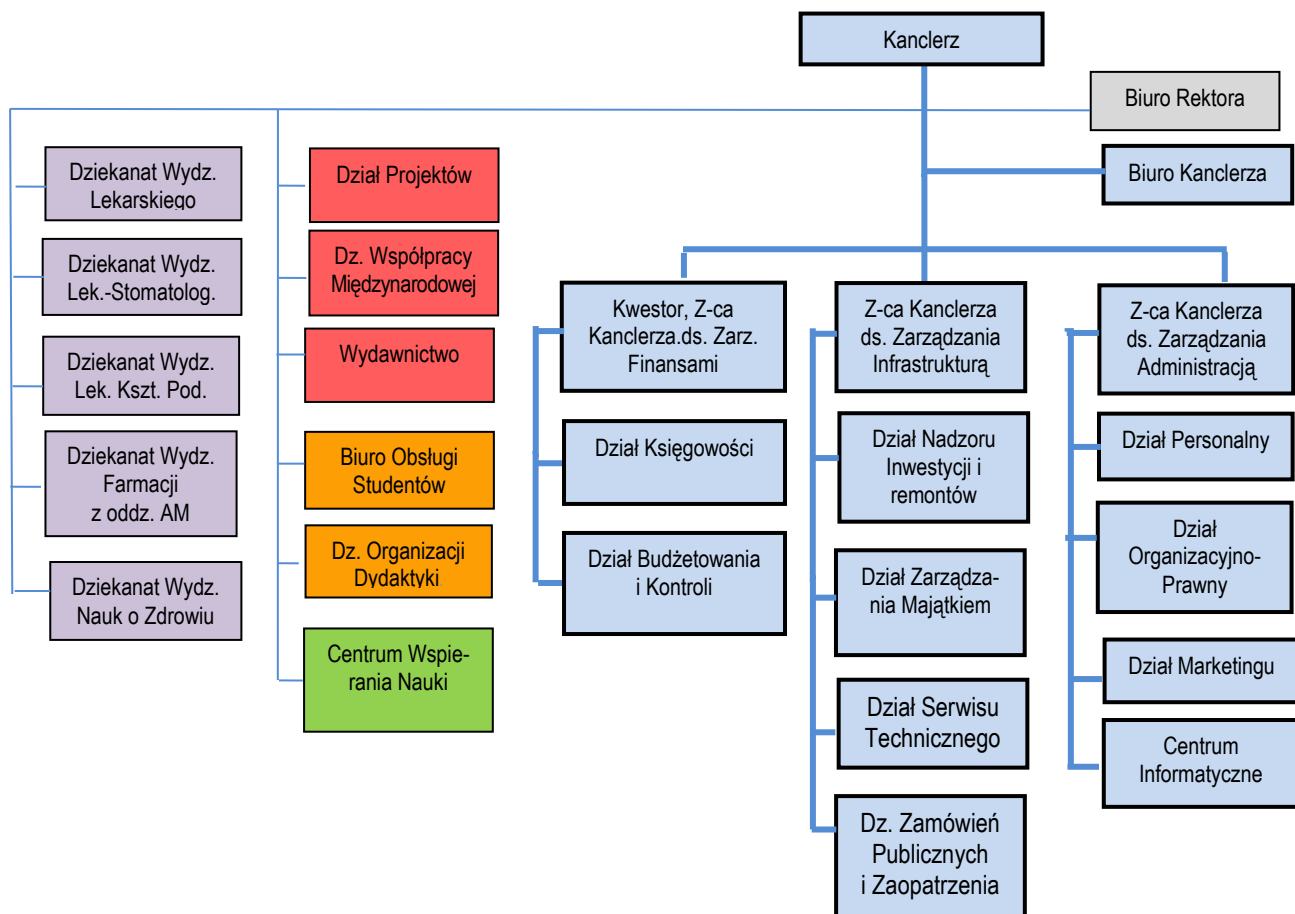 Kanclerz
Biuro Rektora
Biuro Kanclerza
Dziekanat Wydz.
Lekarskiego
Dziekanat Wydz.
Lek.-Stomatolog.
Dziekanat Wydz.
Lek. Kszt. Pod.
Dziekanat Wydz.
Farmacji
z oddz. AM
Dziekanat Wydz.
Nauk o Zdrowiu
Dział Projektów
Dz. Współpracy
Międzynarodowej
Wydawnictwo
Biuro Obsługi
Studentów
Dz. Organizacji
Dydaktyki
Centrum Wspie-
rania Nauki
Kwestor, Z-ca
Kanclerza.ds. Zarz.
Finansami
Dział Księgowości
Dział Budżetowania
i Kontroli
Z-ca Kanclerza
ds. Zarządzania
Infrastrukturą
Dział Nadzoru
Inwestycji i
remontów
Dział Zarządza-
nia Majątkiem
Dział Serwisu
Technicznego
Dz. Zamówień
Publicznych
i Zaopatrzenia
Z-ca Kanclerza
ds. Zarządzania
Administracją
Dział Personalny
Dział
Organizacyjno-
Prawny
Dział Marketingu
Centrum
Informatyczne